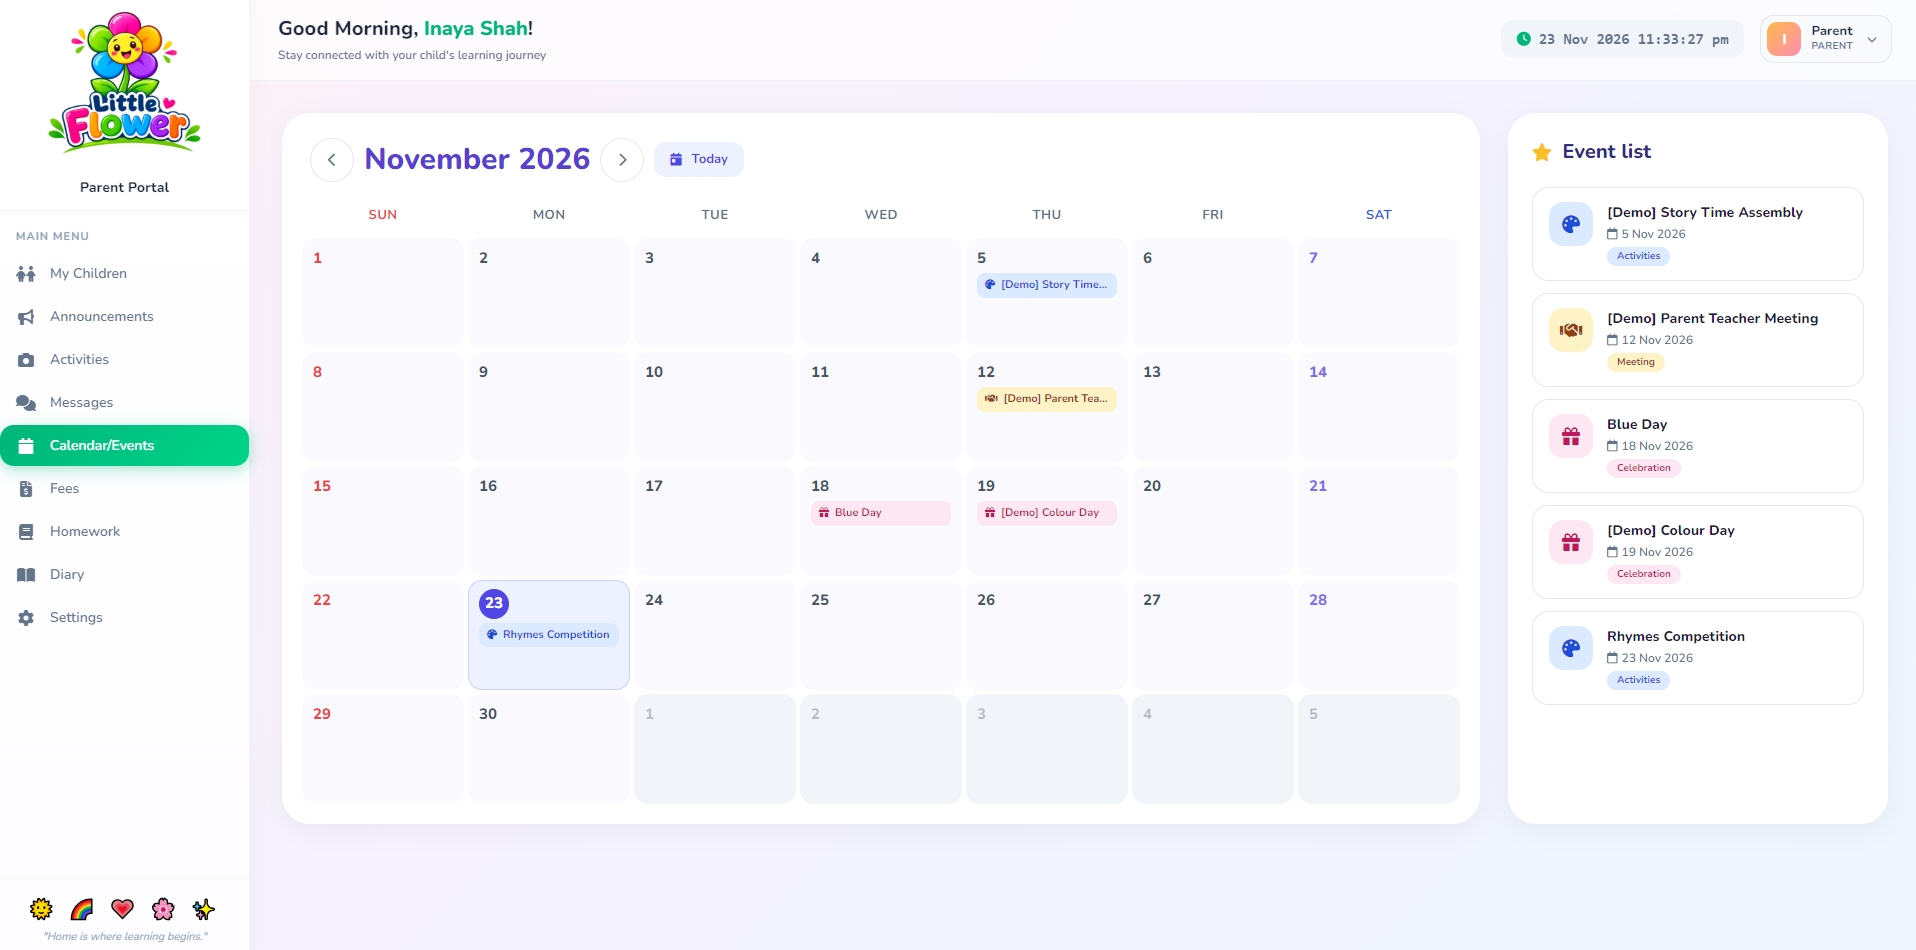 Little
Flower
Parent Portal
MAIN MENU
My Children
Announcements
Activities
Messages
Calendar/Events
Fees
Homework
Diary
Settings
"Home is where learning begins."
Good Morning, Inaya Shah!
Stay connected with your child's learning journey
23 Nov 2026 11:33:27 pm
I
Parent
PARENT
November 2026
Today
SUN MON TUE WED THU FRI SAT
1 2 3 4 5 6 7
[Demo] Story Time...
8 9 10 11 12 13 14
[Demo] Parent Tea...
15 16 17 18 19 20 21
Blue Day [Demo] Colour Day
22 23 24 25 26 27 28
Rhymes Competition
29 30 1 2 3 4 5
Event list
[Demo] Story Time Assembly
5 Nov 2026
Activities
[Demo] Parent Teacher Meeting
12 Nov 2026
Meeting
Blue Day
18 Nov 2026
Celebration
[Demo] Colour Day
19 Nov 2026
Celebration
Rhymes Competition
23 Nov 2026
Activities